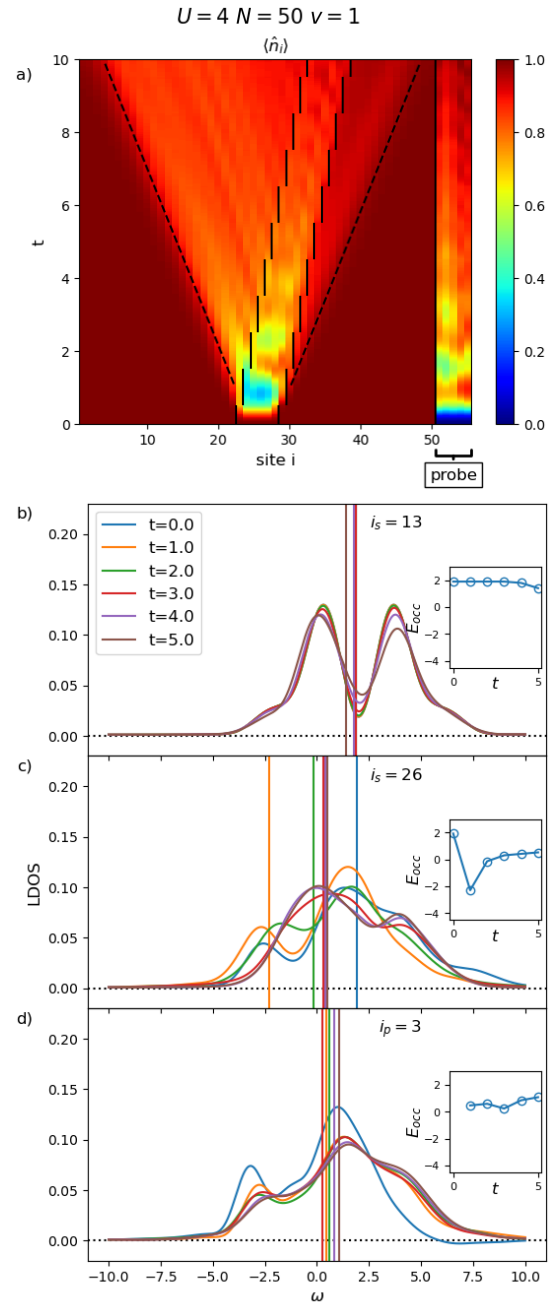 U = 4 N = 50 v = 1
⟨n̂ᵢ⟩
a)
10
8
6
4
2
0
t
10 20 30 40 50
site i
probe
1.0
0.8
0.6
0.4
0.2
0.0
b)
0.20
0.15
0.10
0.05
0.00
t=0.0
t=1.0
t=2.0
t=3.0
t=4.0
t=5.0
iₛ = 13
E_occ
2
0
−2
−4
0 5
t
c)
LDOS
0.20
0.15
0.10
0.05
0.00
iₛ = 26
E_occ
2
0
−2
−4
0 5
t
d)
0.20
0.15
0.10
0.05
0.00
iₚ = 3
E_occ
2
0
−2
−4
0 5
t
−10.0 −7.5 −5.0 −2.5 0.0 2.5 5.0 7.5 10.0
ω